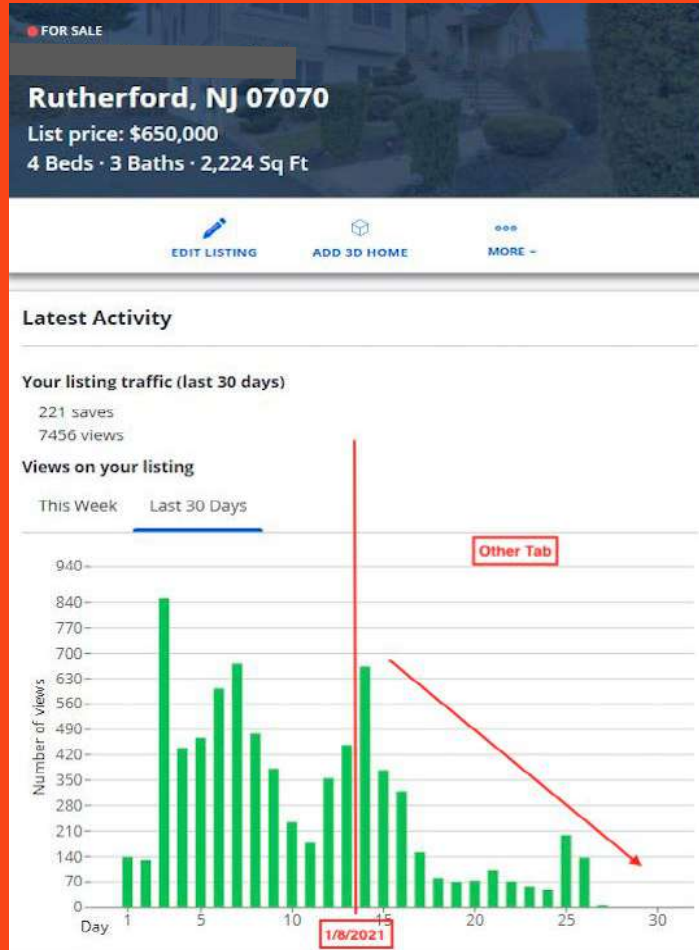 FOR SALE
Rutherford, NJ 07070
List price: $650,000
4 Beds · 3 Baths · 2,224 Sq Ft
EDIT LISTING
ADD 3D HOME
MORE
Latest Activity
Your listing traffic (last 30 days)
221 saves
7456 views
Views on your listing
This Week
Last 30 Days
Other Tab
940
840
770
700
630
560
490
420
350
280
210
140
70
0
Number of views
Day
1
5
10
15
20
25
30
1/8/2021